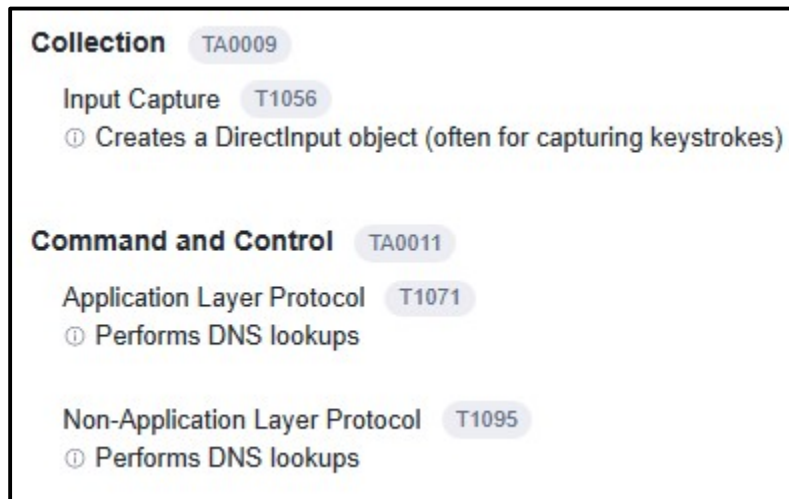 Collection TA0009
Input Capture T1056
Creates a DirectInput object (often for capturing keystrokes)
Command and Control TA0011
Application Layer Protocol T1071
Performs DNS lookups
Non-Application Layer Protocol T1095
Performs DNS lookups